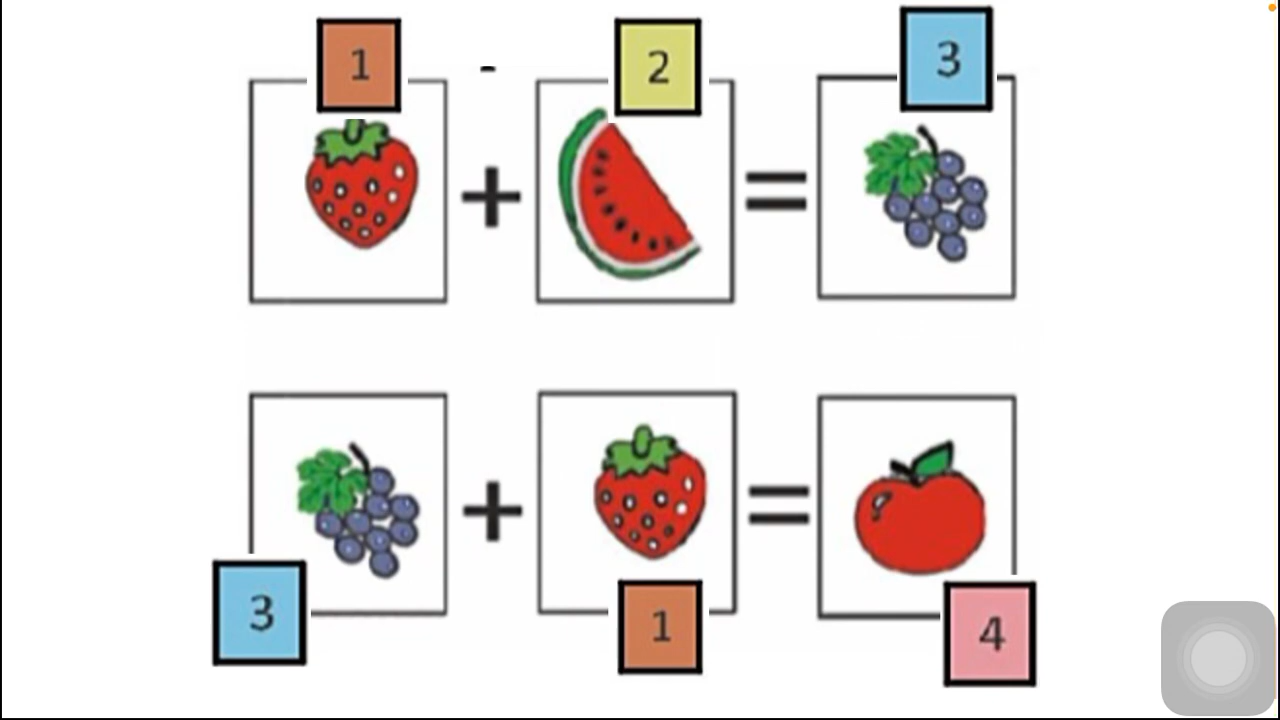 1 - 2 3
+ =
3 + 1 = 4